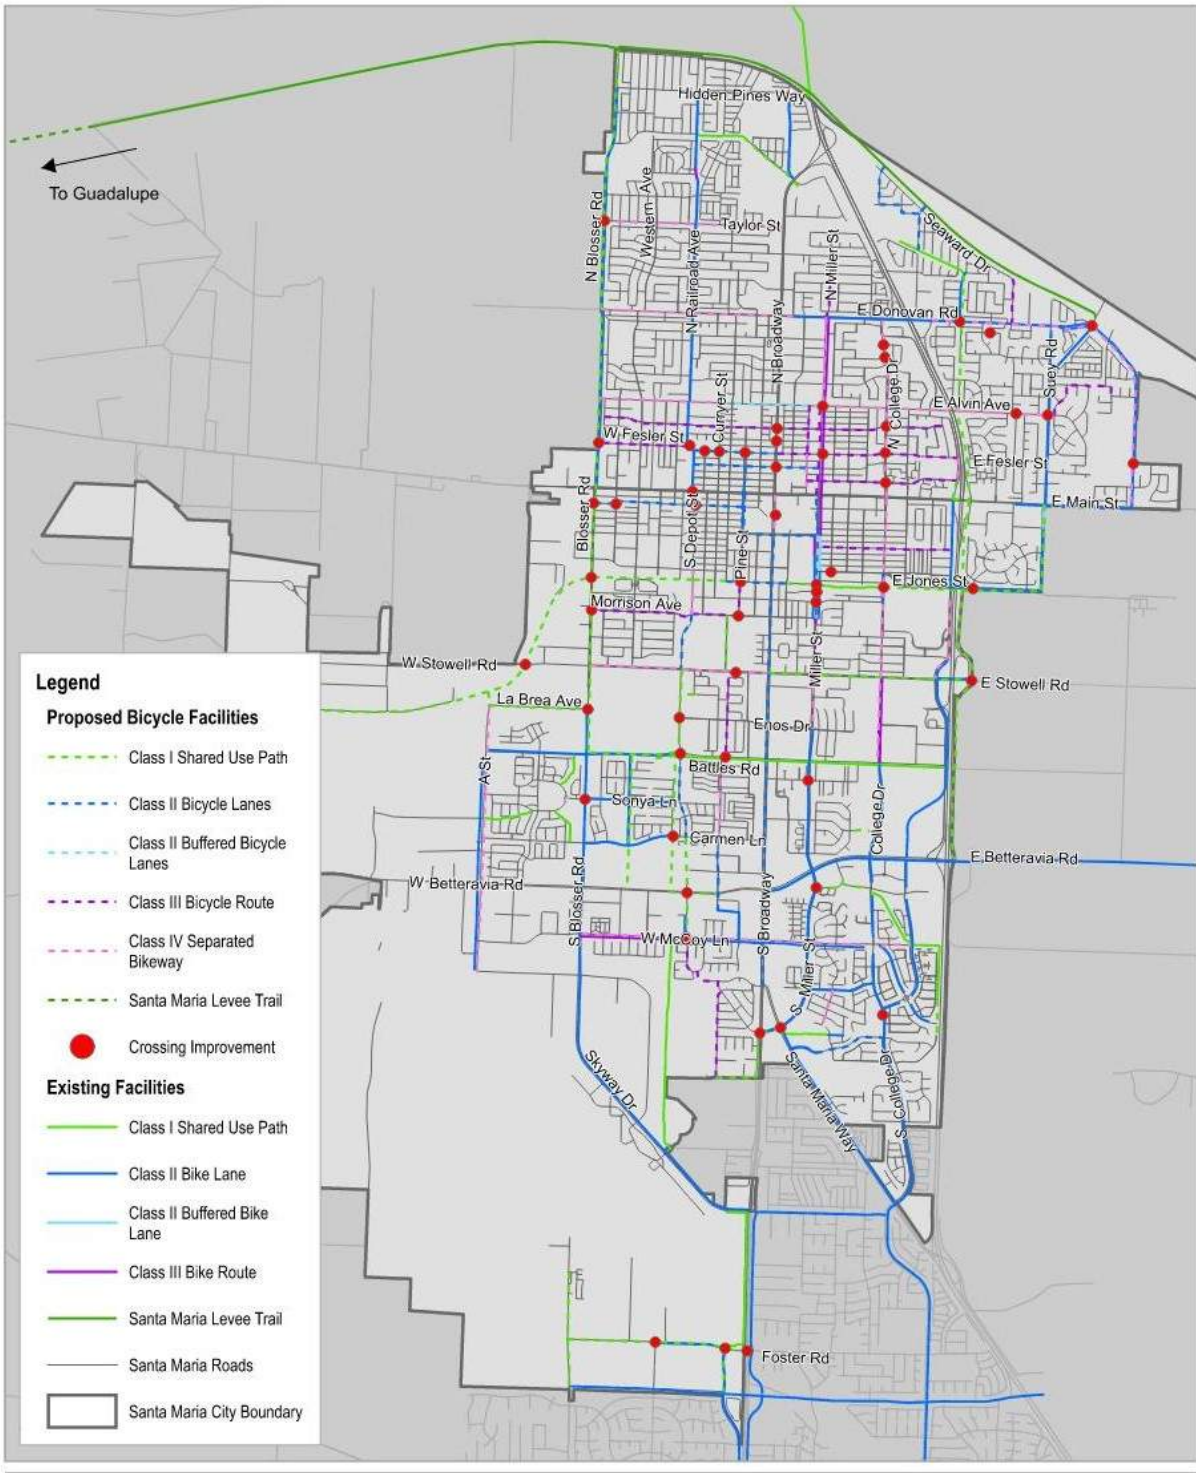 Hidden Pines Way
To Guadalupe
N Blosser Rd
Western Ave
N Railroad Ave
Taylor St
N Miller St
Seaward Dr
N Broadway
E Donovan Rd
Suey Rd
Curryer St
N College Dr
E Alvin Ave
W Fesler St
E Fesler St
Blosser Rd
S Depot St
E Main St
Pine St
E Jones St
Morrison Ave
Miller St
W Stowell Rd
E Stowell Rd
La Brea Ave
Enos Dr
A St
Battles Rd
Sonya Ln
College Dr
Carmen Ln
E Betteravia Rd
W Betteravia Rd
S Blosser Rd
S Broadway
W McCoy Ln
S Miller St
Skyway Dr
Santa Maria Way
S College Dr
Foster Rd
Legend
Proposed Bicycle Facilities
Class I Shared Use Path
Class II Bicycle Lanes
Class II Buffered Bicycle
Lanes
Class III Bicycle Route
Class IV Separated
Bikeway
Santa Maria Levee Trail
Crossing Improvement
Existing Facilities
Class I Shared Use Path
Class II Bike Lane
Class II Buffered Bike
Lane
Class III Bike Route
Santa Maria Levee Trail
Santa Maria Roads
Santa Maria City Boundary